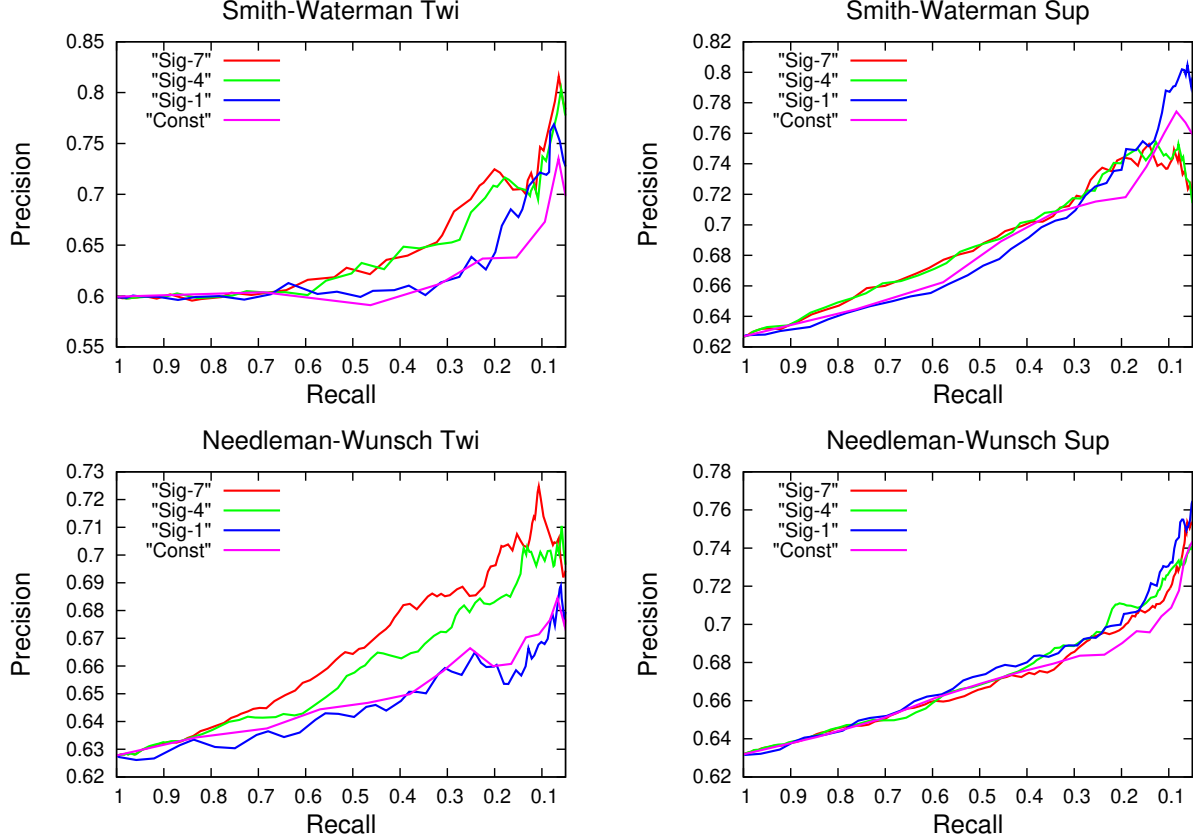 Smith-Waterman Twi
0.85
0.8
0.75
0.7
0.65
0.6
0.55
Precision
"Sig-7"
"Sig-4"
"Sig-1"
"Const"
1 0.9 0.8 0.7 0.6 0.5 0.4 0.3 0.2 0.1
Recall
Smith-Waterman Sup
0.82
0.8
0.78
0.76
0.74
0.72
0.7
0.68
0.66
0.64
0.62
Precision
"Sig-7"
"Sig-4"
"Sig-1"
"Const"
1 0.9 0.8 0.7 0.6 0.5 0.4 0.3 0.2 0.1
Recall
Needleman-Wunsch Twi
0.73
0.72
0.71
0.7
0.69
0.68
0.67
0.66
0.65
0.64
0.63
0.62
Precision
"Sig-7"
"Sig-4"
"Sig-1"
"Const"
1 0.9 0.8 0.7 0.6 0.5 0.4 0.3 0.2 0.1
Recall
Needleman-Wunsch Sup
0.78
0.76
0.74
0.72
0.7
0.68
0.66
0.64
0.62
Precision
"Sig-7"
"Sig-4"
"Sig-1"
"Const"
1 0.9 0.8 0.7 0.6 0.5 0.4 0.3 0.2 0.1
Recall